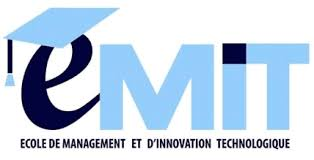 eMiT
ECOLE DE MANAGEMENT ET D'INNOVATION TECHNOLOGIQUE